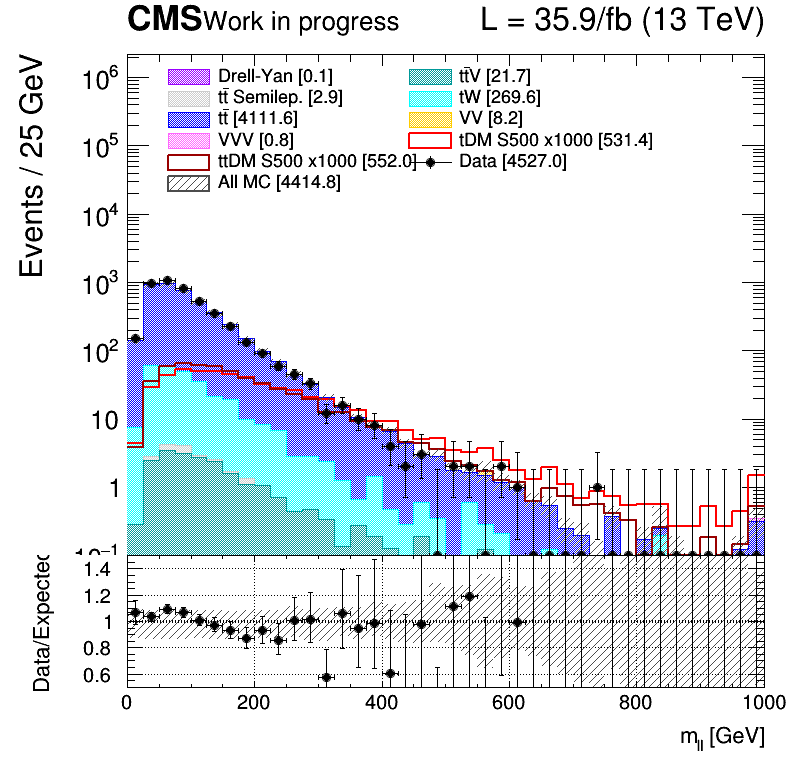 CMS Work in progress L = 35.9/fb (13 TeV)
Events / 25 GeV
Drell-Yan [0.1] tt̄V [21.7]
tt̄ Semilep. [2.9] tW [269.6]
tt̄ [4111.6] VV [8.2]
VVV [0.8] tDM S500 x1000 [531.4]
ttDM S500 x1000 [552.0] Data [4527.0]
All MC [4414.8]
10⁶
10⁵
10⁴
10³
10²
10
1
10⁻¹
Data/Expected
1.4
1.2
1
0.8
0.6
0 200 400 600 800 1000
m_ll [GeV]